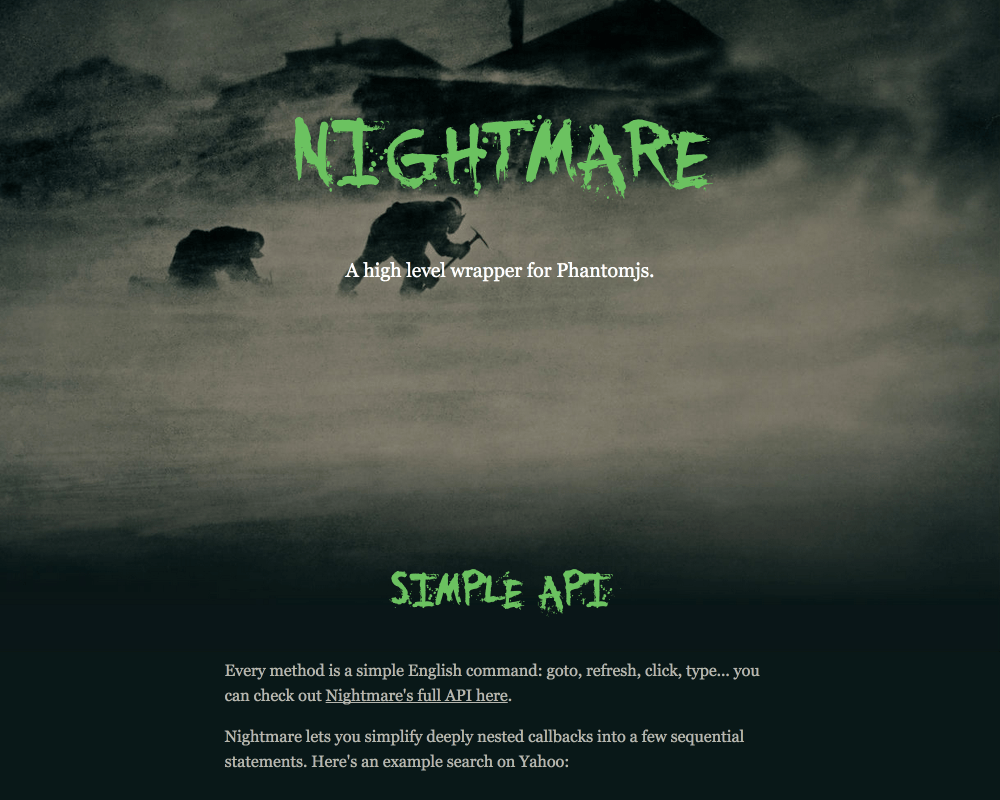 NIGHTMARE
A high level wrapper for Phantomjs.
SIMPLE API
Every method is a simple English command: goto, refresh, click, type... you
can check out Nightmare's full API here.
Nightmare lets you simplify deeply nested callbacks into a few sequential
statements. Here's an example search on Yahoo: